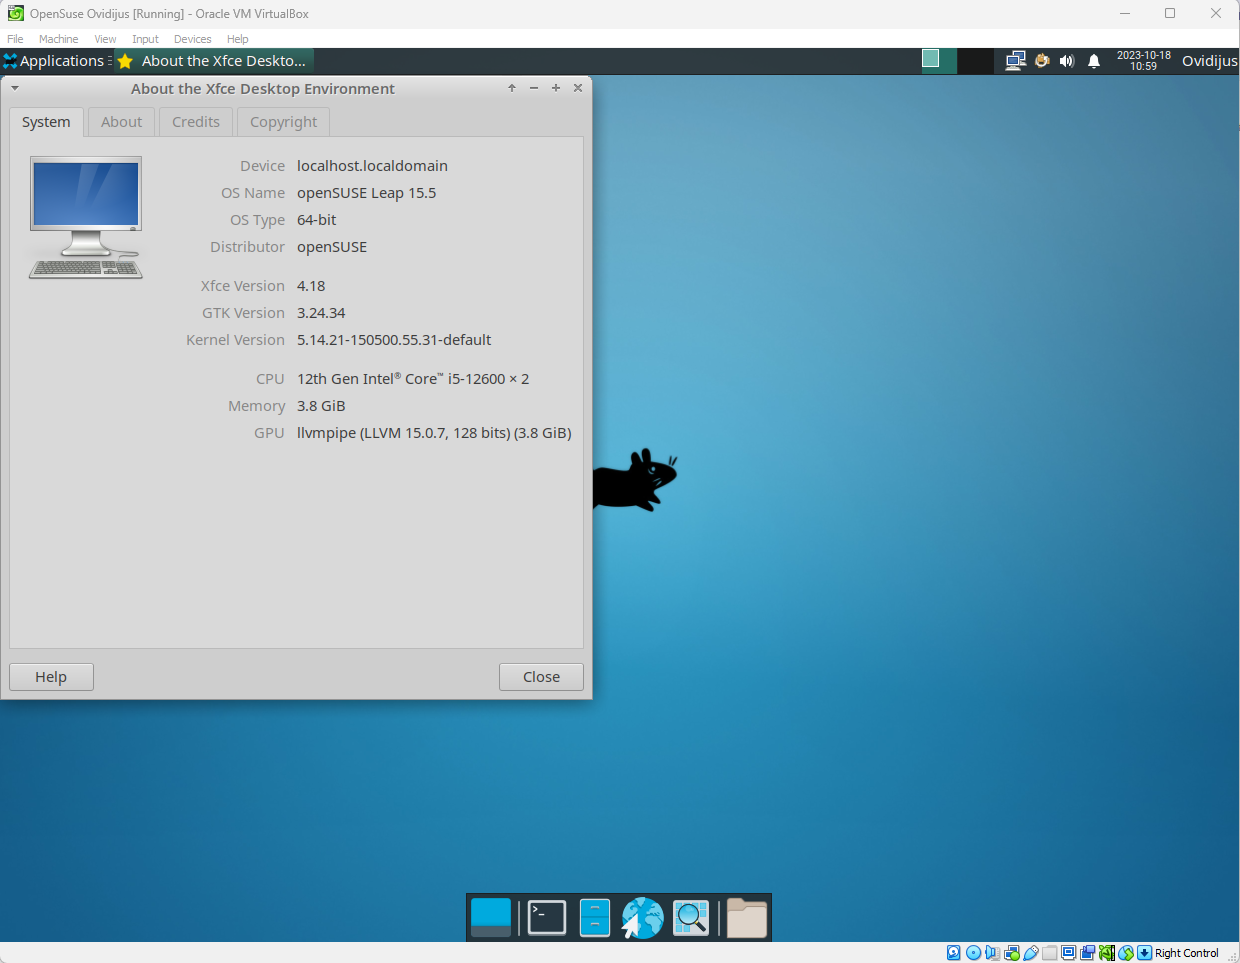 OpenSuse Ovidijus [Running] - Oracle VM VirtualBox
File Machine View Input Devices Help
Applications About the Xfce Deskto... 2023-10-18 10:59 Ovidijus
About the Xfce Desktop Environment
System About Credits Copyright
Device localhost.localdomain
OS Name openSUSE Leap 15.5
OS Type 64-bit
Distributor openSUSE
Xfce Version 4.18
GTK Version 3.24.34
Kernel Version 5.14.21-150500.55.31-default
CPU 12th Gen Intel® Core™ i5-12600 × 2
Memory 3.8 GiB
GPU llvmpipe (LLVM 15.0.7, 128 bits) (3.8 GiB)
Help Close
Right Control